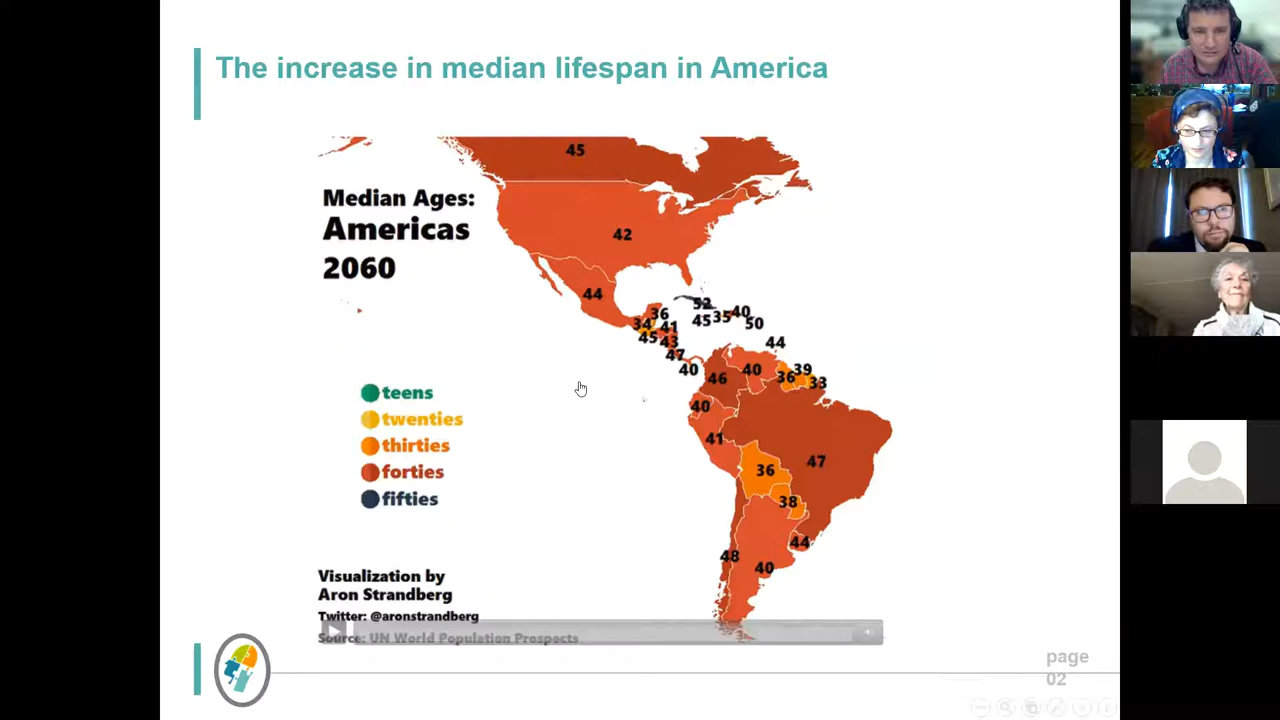 The increase in median lifespan in America
45
Median Ages:
Americas
2060
42
44
52
36
45
35
40
50
34
41
45
43
47
44
40
46
40
36
39
33
40
41
47
36
38
44
48
40
teens
twenties
thirties
forties
fifties
Visualization by
Aron Strandberg
Twitter: @aronstrandberg
Source: UN World Population Prospects
page
02